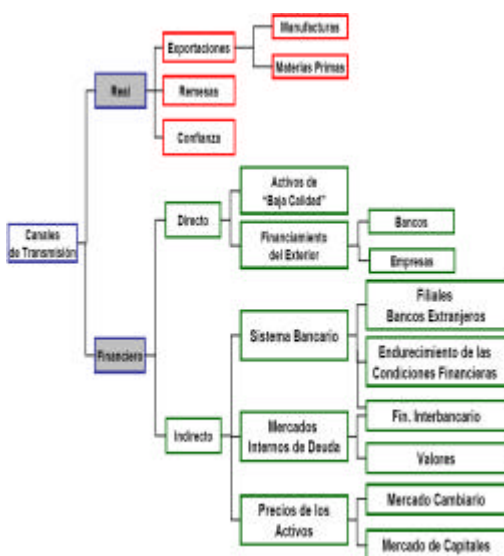 Canales
de Transmisión
Real
Exportaciones
Manufacturas
Materias Primas
Remesas
Confianza
Financiero
Directo
Activos de
"Baja Calidad"
Financiamiento
del Exterior
Bancos
Empresas
Indirecto
Sistema Bancario
Filiales
Bancos Extranjeros
Endurecimiento de las
Condiciones Financieras
Fin. Interbancario
Mercados
Internos de Deuda
Valores
Precios de los
Activos
Mercado Cambiario
Mercado de Capitales